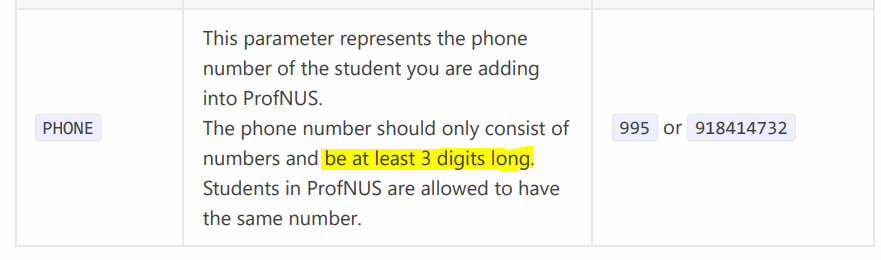 This parameter represents the phone
number of the student you are adding
into ProfNUS.
The phone number should only consist of
PHONE
995 or 918414732
numbers and be at least 3 digits long.
Students in ProfNUS are allowed to have
the same number.